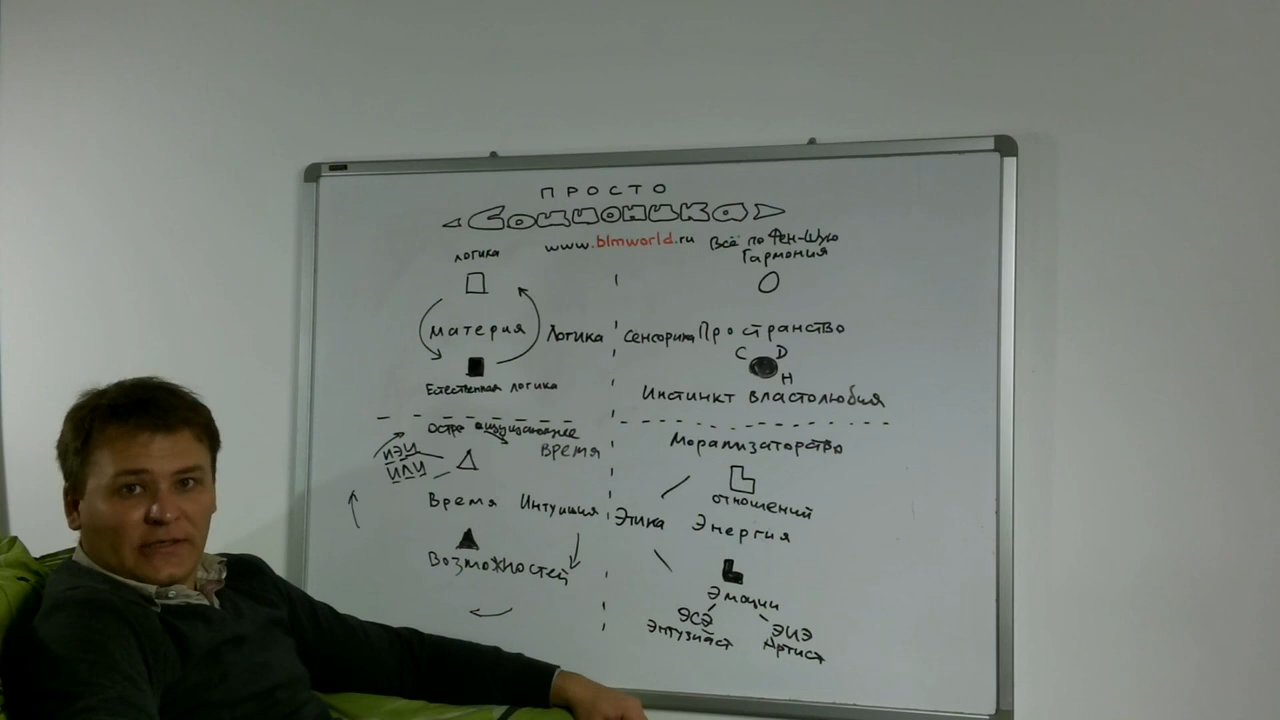 ПРОСТО
Соционика
www.blmworld.ru
Всё по Фен-Шую
Гармония
логика
Материя
Логика
Сенсорика
Пространство
C D
H
Естественная логика
Инстинкт властолюбия
Остро ощущающее
время
ИЭИ
ИЛИ
Морализаторство
отношений
Время
Интуиция
Этика
Энергия
Возможностей
Эмоции
ЭСЭ
Энтузиаст
ЭИЭ
Артист